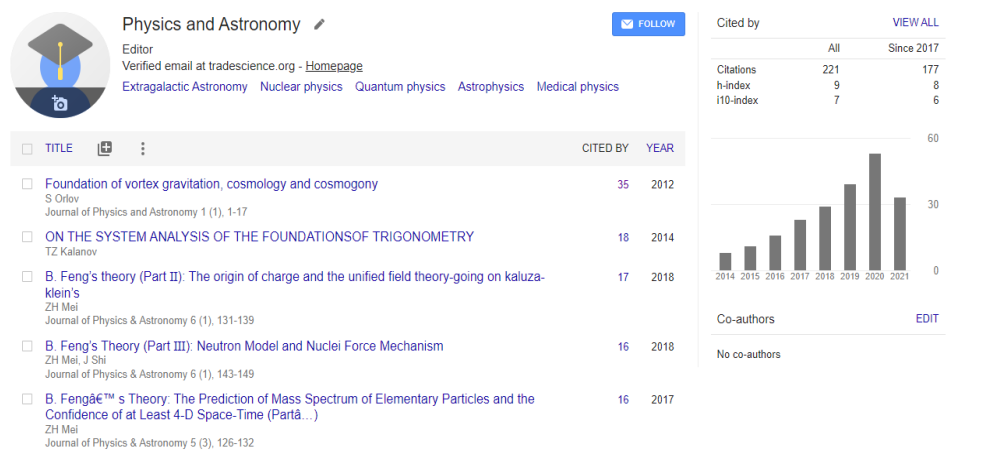 Physics and Astronomy
FOLLOW
Editor
Verified email at tradescience.org - Homepage
Extragalactic Astronomy Nuclear physics Quantum physics Astrophysics Medical physics
TITLE CITED BY YEAR
Foundation of vortex gravitation, cosmology and cosmogony 35 2012
S Orlov
Journal of Physics and Astronomy 1 (1), 1-17
ON THE SYSTEM ANALYSIS OF THE FOUNDATIONSOF TRIGONOMETRY 18 2014
TZ Kalanov
B. Feng's theory (Part Ⅱ): The origin of charge and the unified field theory-going on kaluza- 17 2018
klein's
ZH Mei
Journal of Physics & Astronomy 6 (1), 131-139
B. Feng's Theory (Part Ⅲ): Neutron Model and Nuclei Force Mechanism 16 2018
ZH Mei, J Shi
Journal of Physics & Astronomy 6 (1), 143-149
B. Fengâ€™ s Theory: The Prediction of Mass Spectrum of Elementary Particles and the 16 2017
Confidence of at Least 4-D Space-Time (Partâ…)
ZH Mei
Journal of Physics & Astronomy 5 (3), 126-132
Cited by VIEW ALL
All Since 2017
Citations 221 177
h-index 9 8
i10-index 7 6
60
30
0
2014 2015 2016 2017 2018 2019 2020 2021
Co-authors EDIT
No co-authors